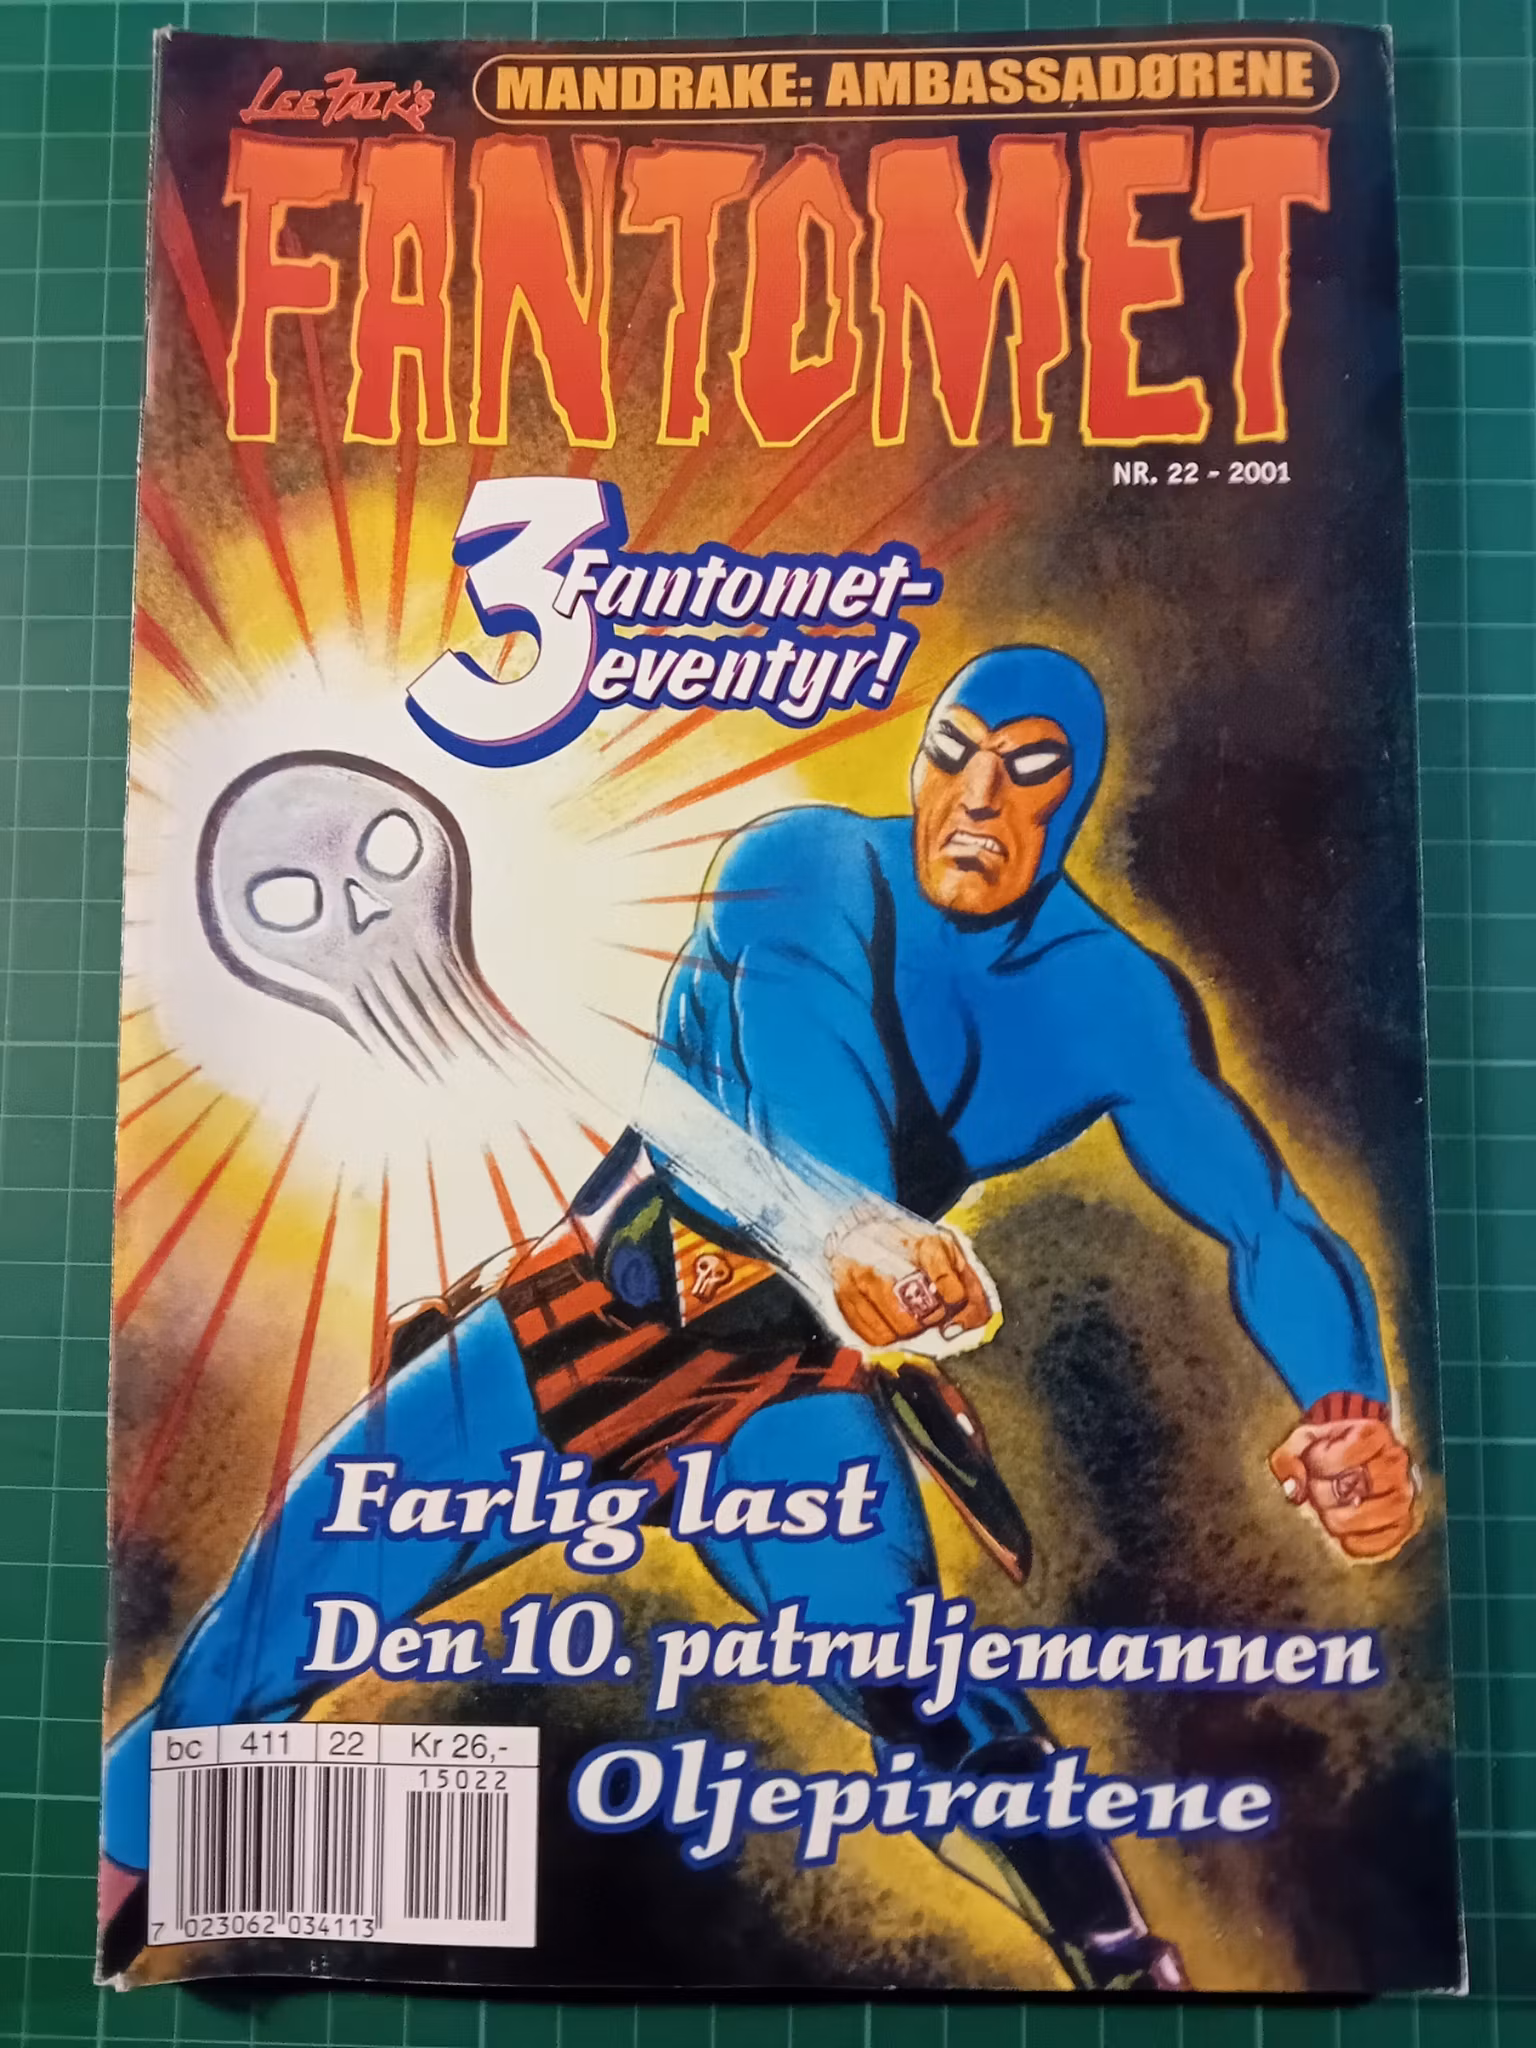 LEE FALK'S
MANDRAKE: AMBASSADØRENE
FANTOMET
NR. 22 - 2001
3 Fantomet-
eventyr!
Farlig last
Den 10. patruljemannen
Oljepiratene
bc 411 22 Kr 26,-
15022
7 023062 034113